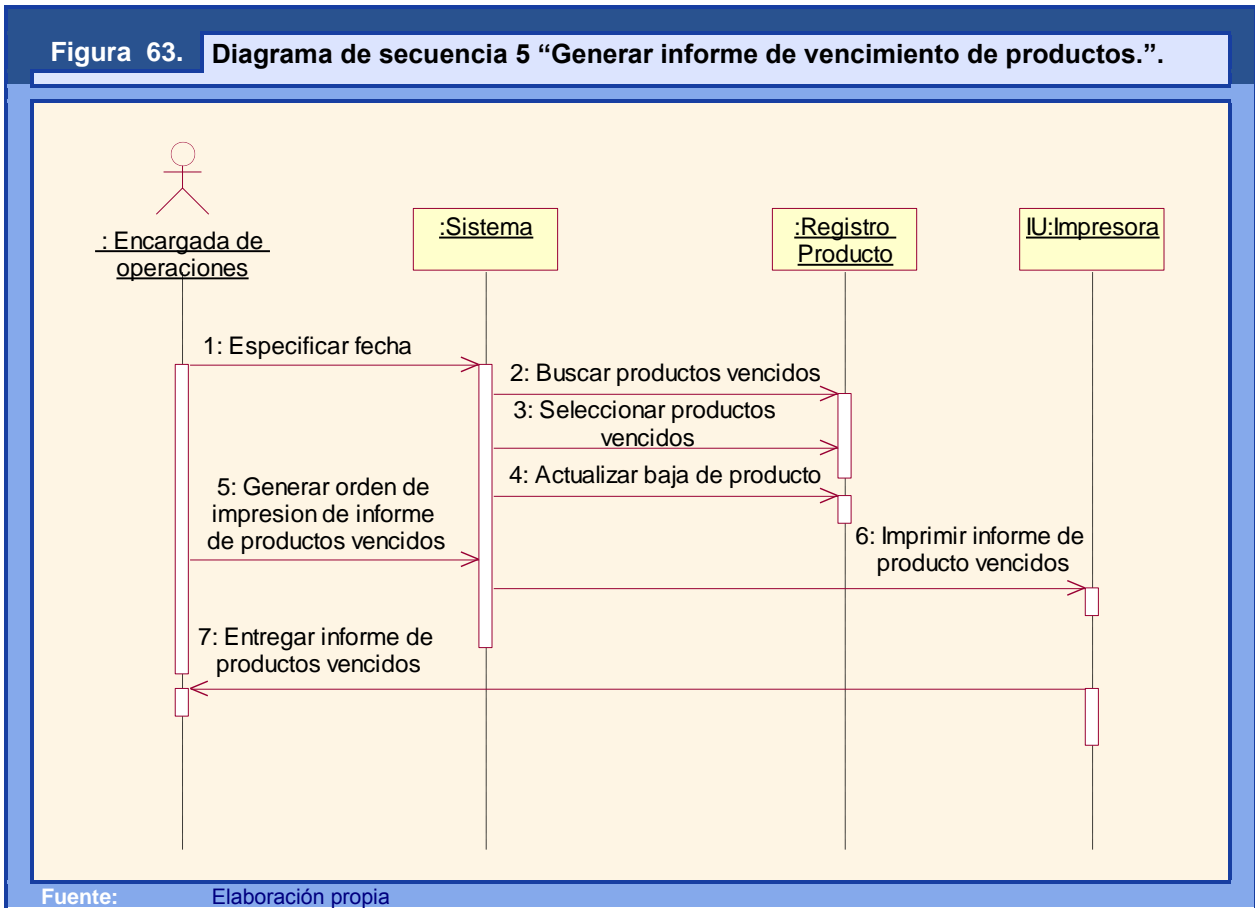 Figura 63.
Diagrama de secuencia 5 “Generar informe de vencimiento de productos.”.
: Encargada de
operaciones
:Sistema
:Registro
Producto
IU:Impresora
1: Especificar fecha
2: Buscar productos vencidos
3: Seleccionar productos
vencidos
4: Actualizar baja de producto
5: Generar orden de
impresion de informe
de productos vencidos
6: Imprimir informe de
producto vencidos
7: Entregar informe de
productos vencidos
Fuente:
Elaboración propia